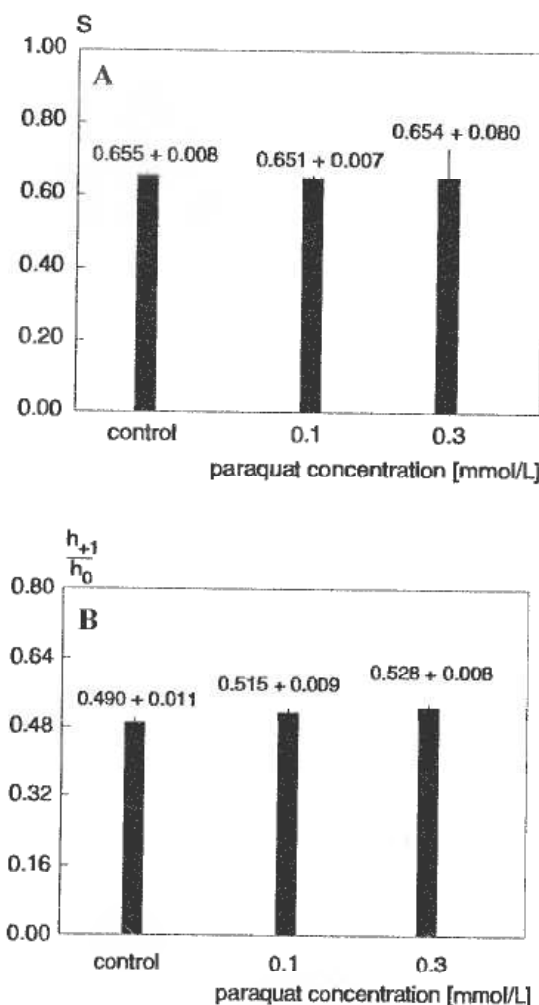 S
1.00
A
0.80
0.655 + 0.008
0.651 + 0.007
0.654 + 0.080
0.60
0.40
0.20
0.00
control
0.1
0.3
paraquat concentration [mmol/L]
h+1
h0
0.80
B
0.64
0.490 + 0.011
0.515 + 0.009
0.528 + 0.008
0.48
0.32
0.16
0.00
control
0.1
0.3
paraquat concentration [mmol/L]